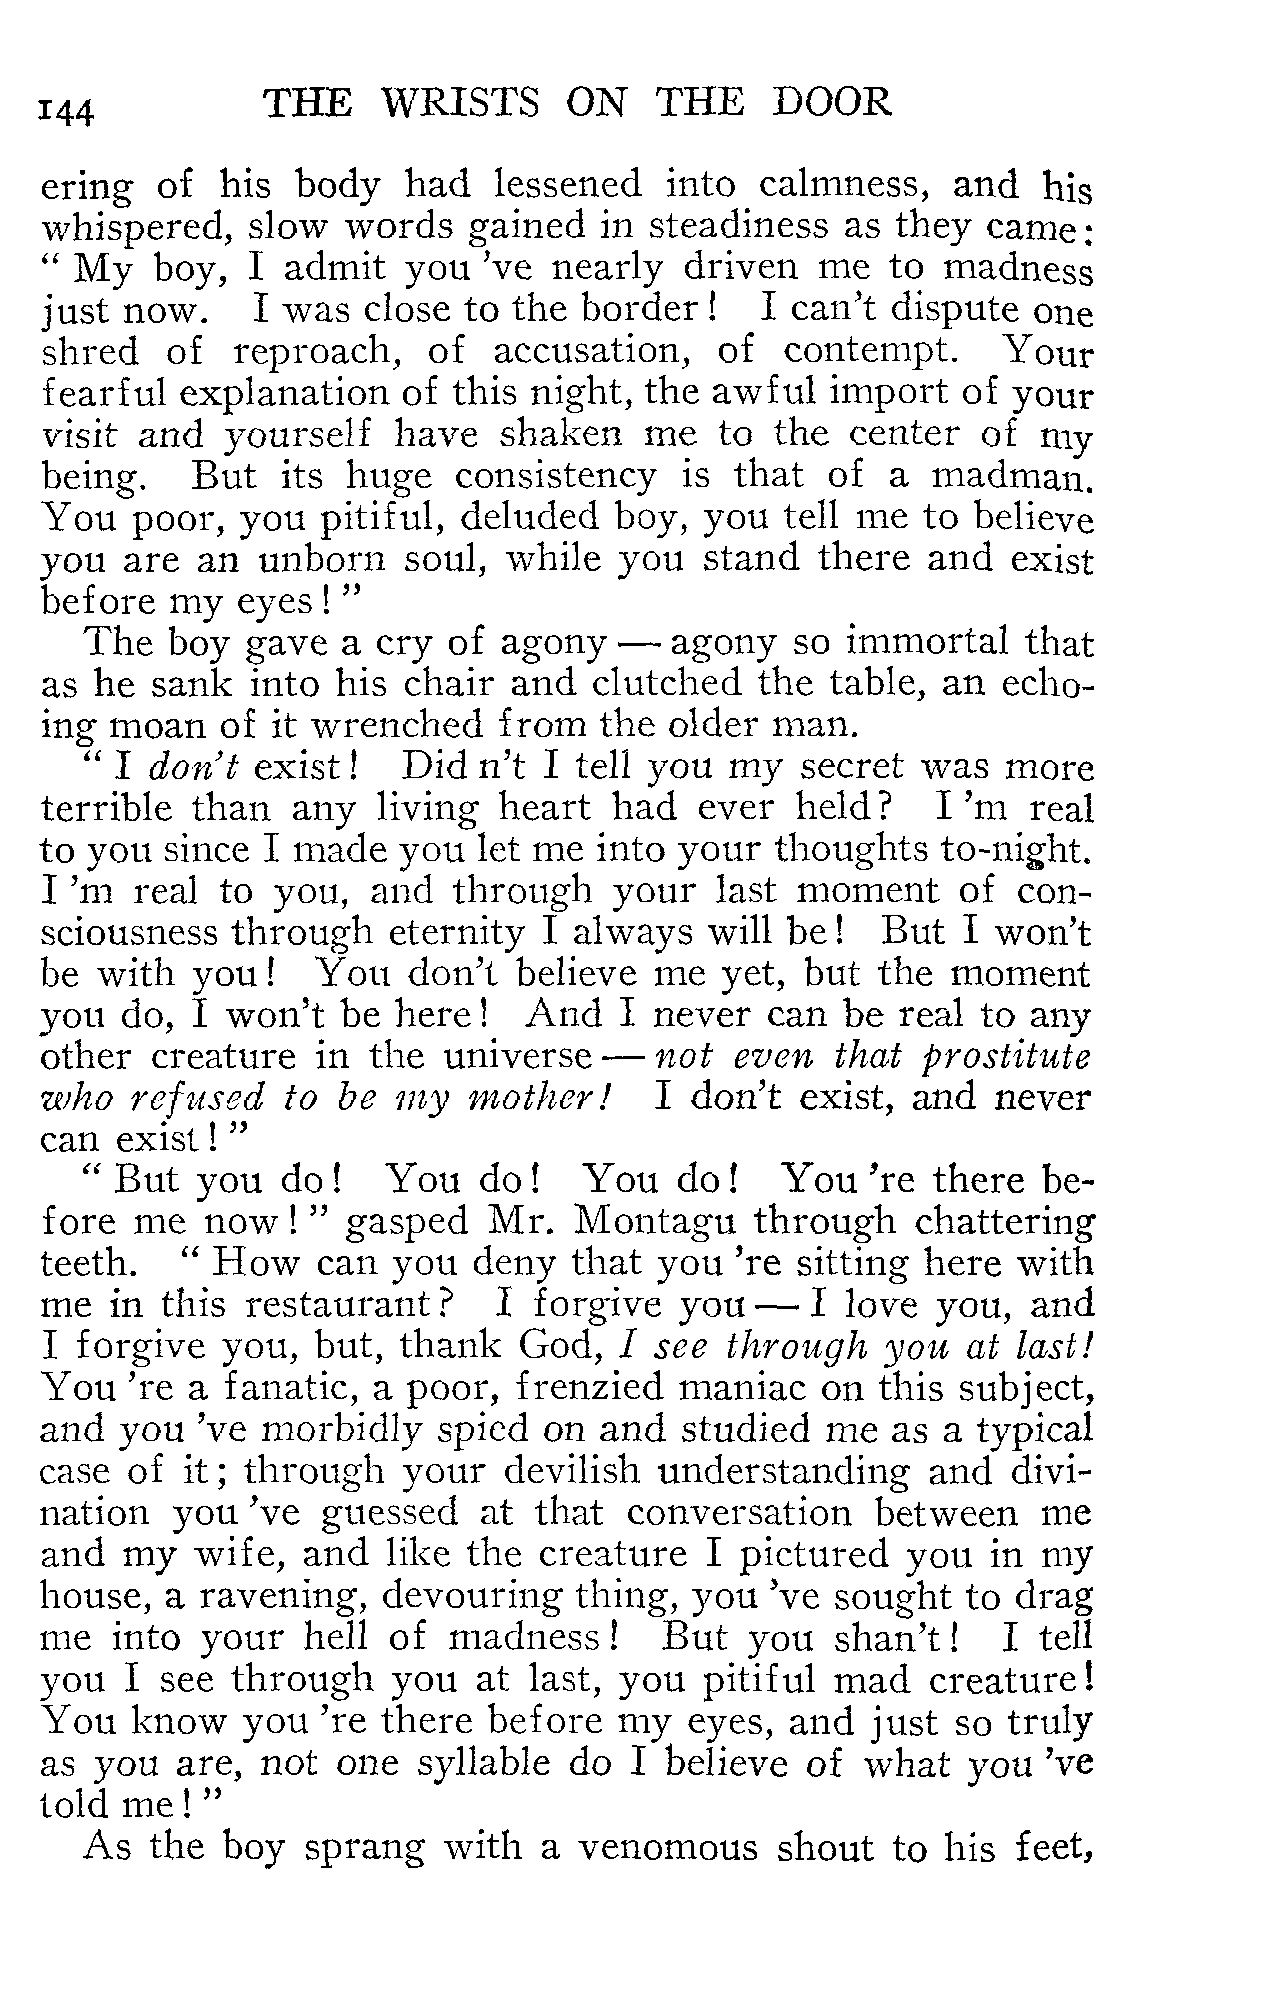 144 THE WRISTS ON THE DOOR
ering of his body had lessened into calmness, and his
whispered, slow words gained in steadiness as they came:
“ My boy, I admit you 've nearly driven me to madness
just now. I was close to the border! I can't dispute one
shred of reproach, of accusation, of contempt. Your
fearful explanation of this night, the awful import of your
visit and yourself have shaken me to the center of my
being. But its huge consistency is that of a madman.
You poor, you pitiful, deluded boy, you tell me to believe
you are an unborn soul, while you stand there and exist
before my eyes! ”
The boy gave a cry of agony — agony so immortal that
as he sank into his chair and clutched the table, an echo-
ing moan of it wrenched from the older man.
“ I don't exist! Did n't I tell you my secret was more
terrible than any living heart had ever held? I 'm real
to you since I made you let me into your thoughts to-night.
I 'm real to you, and through your last moment of con-
sciousness through eternity I always will be! But I won't
be with you! You don't believe me yet, but the moment
you do, I won't be here! And I never can be real to any
other creature in the universe — not even that prostitute
who refused to be my mother! I don't exist, and never
can exist! ”
“ But you do! You do! You do! You 're there be-
fore me now! ” gasped Mr. Montagu through chattering
teeth. “ How can you deny that you 're sitting here with
me in this restaurant? I forgive you — I love you, and
I forgive you, but, thank God, I see through you at last!
You 're a fanatic, a poor, frenzied maniac on this subject,
and you 've morbidly spied on and studied me as a typical
case of it; through your devilish understanding and divi-
nation you 've guessed at that conversation between me
and my wife, and like the creature I pictured you in my
house, a ravening, devouring thing, you 've sought to drag
me into your hell of madness! But you shan't! I tell
you I see through you at last, you pitiful mad creature!
You know you 're there before my eyes, and just so truly
as you are, not one syllable do I believe of what you 've
told me! ”
As the boy sprang with a venomous shout to his feet,